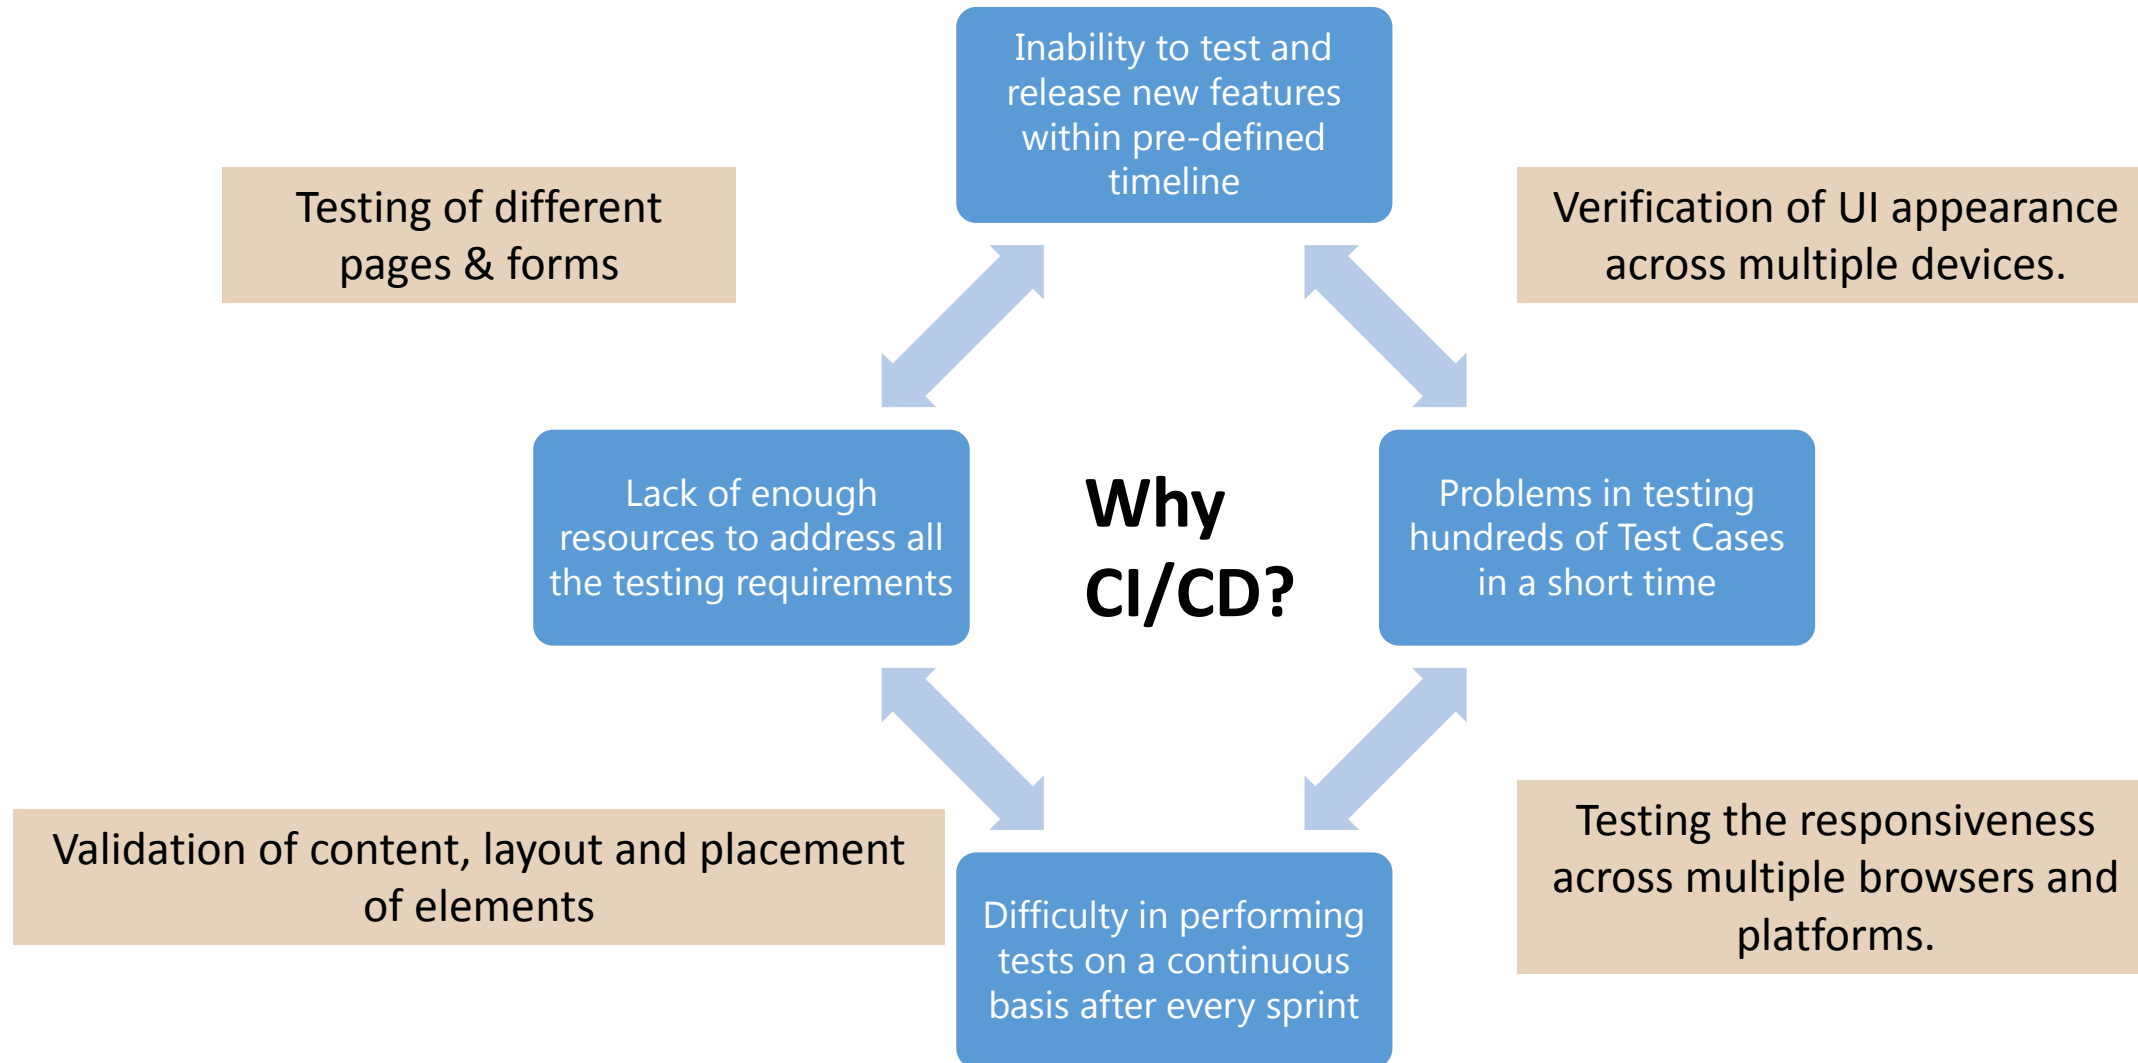 Inability to test and
release new features
within pre-defined
timeline
Testing of different
pages & forms
Verification of UI appearance
across multiple devices.
Lack of enough
resources to address all
the testing requirements
Why
CI/CD?
Problems in testing
hundreds of Test Cases
in a short time
Validation of content, layout and placement
of elements
Testing the responsiveness
across multiple browsers and
platforms.
Difficulty in performing
tests on a continuous
basis after every sprint